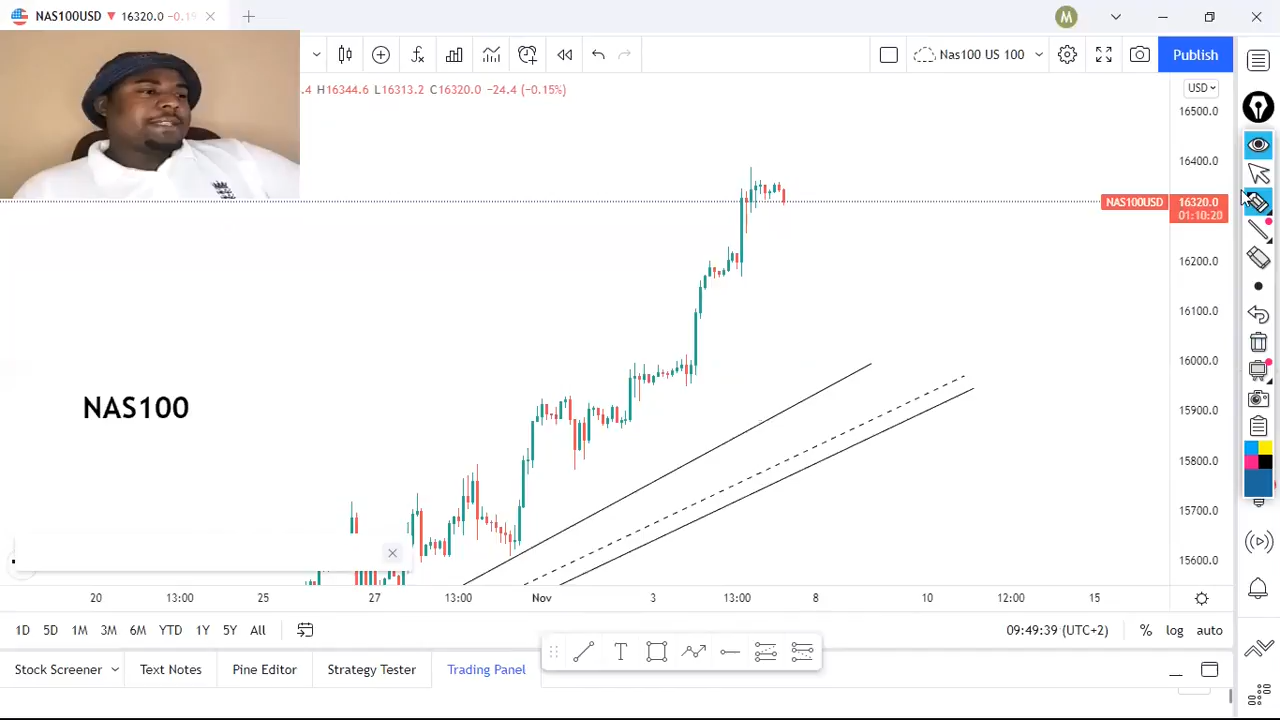 NAS100USD ▼ 16320.0 −0.19
M
Nas100 US 100
Publish
.4 H16344.6 L16313.2 C16320.0 −24.4 (−0.15%)
USD
16500.0
16400.0
NAS100USD 16320.0
01:10:20
16200.0
16100.0
16000.0
NAS100
15900.0
15800.0
15700.0
15600.0
20 13:00 25 27 13:00 Nov 3 13:00 8 10 12:00 15
1D 5D 1M 3M 6M YTD 1Y 5Y All 09:49:39 (UTC+2) % log auto
T
Stock Screener Text Notes Pine Editor Strategy Tester Trading Panel